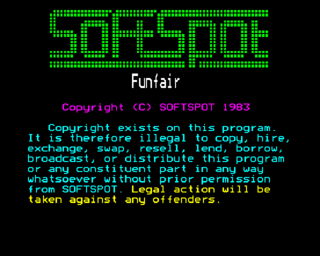 SoftSpot
Funfair
Copyright (C) SOFTSPOT 1983
Copyright exists on this program.
It is therefore illegal to copy, hire,
exchange, swap, resell, lend, borrow,
broadcast, or distribute this program
or any constituent part in any way
whatsoever without prior permission
from SOFTSPOT. Legal action will be
taken against any offenders.